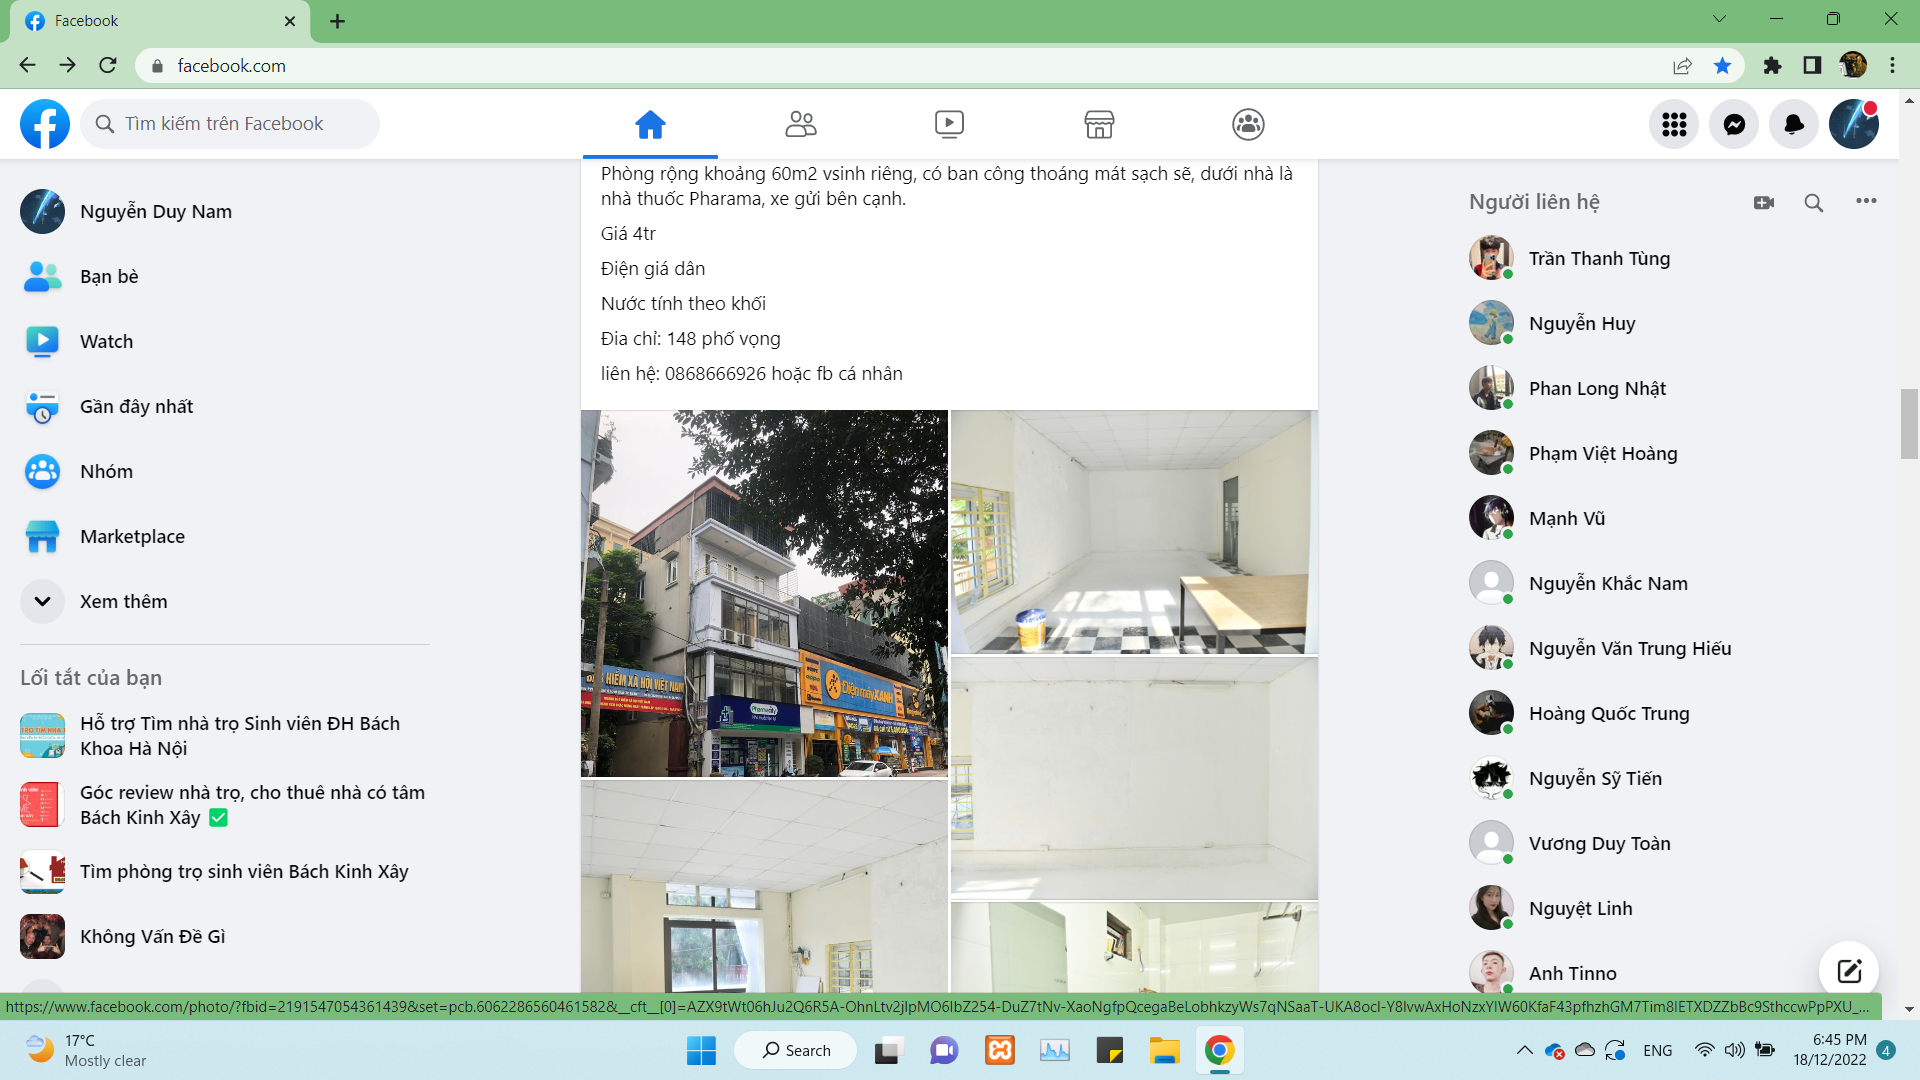 Facebook
facebook.com
Tìm kiếm trên Facebook
Nguyễn Duy Nam
Bạn bè
Watch
Gần đây nhất
Nhóm
Marketplace
Xem thêm
Lối tắt của bạn
Hỗ trợ Tìm nhà trọ Sinh viên ĐH Bách
Khoa Hà Nội
Góc review nhà trọ, cho thuê nhà có tâm
Bách Kinh Xây ✅
Tìm phòng trọ sinh viên Bách Kinh Xây
Không Vấn Đề Gì
Phòng rộng khoảng 60m2 vsinh riêng, có ban công thoáng mát sạch sẽ, dưới nhà là
nhà thuốc Pharama, xe gửi bên cạnh.
Giá 4tr
Điện giá dân
Nước tính theo khối
Đia chỉ: 148 phố vọng
liên hệ: 0868666926 hoặc fb cá nhân
HIỂM XÃ HỘI VIỆT NAM
Điện máy XANH
Pharmacity
Người liên hệ
Trần Thanh Tùng
Nguyễn Huy
Phan Long Nhật
Phạm Việt Hoàng
Mạnh Vũ
Nguyễn Khắc Nam
Nguyễn Văn Trung Hiếu
Hoàng Quốc Trung
Nguyễn Sỹ Tiến
Vương Duy Toàn
Nguyệt Linh
Anh Tinno
https://www.facebook.com/photo/?fbid=2191547054361439&set=pcb.6062286560461582&__cft__[0]=AZX9tWt06hJu2Q6R5A-OhnLtv2jlpMO6IbZ254-DuZ7tNv-XaoNgfpQcegaBeLobhkzyWs7qNSaaT-UKA8ocI-Y8lvwAxHoNzxYlW60KfaF43pfhzhGM7Tim8lETXDZZbBc9SthccwPpPXU_...
17°C
Mostly clear
Search
ENG
6:45 PM
18/12/2022
4